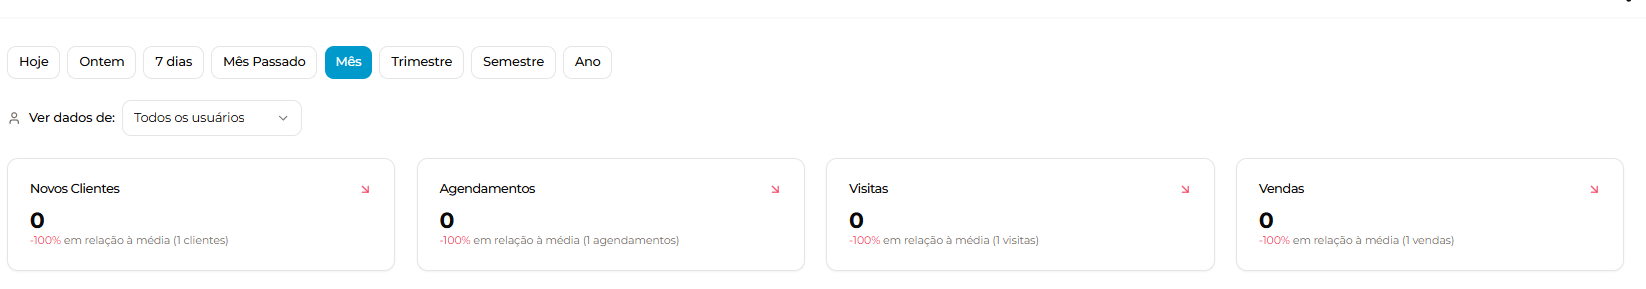 Hoje Ontem 7 dias Mês Passado Mês Trimestre Semestre Ano
Ver dados de: Todos os usuários
Novos Clientes
0
-100% em relação à média (1 clientes)
Agendamentos
0
-100% em relação à média (1 agendamentos)
Visitas
0
-100% em relação à média (1 visitas)
Vendas
0
-100% em relação à média (1 vendas)